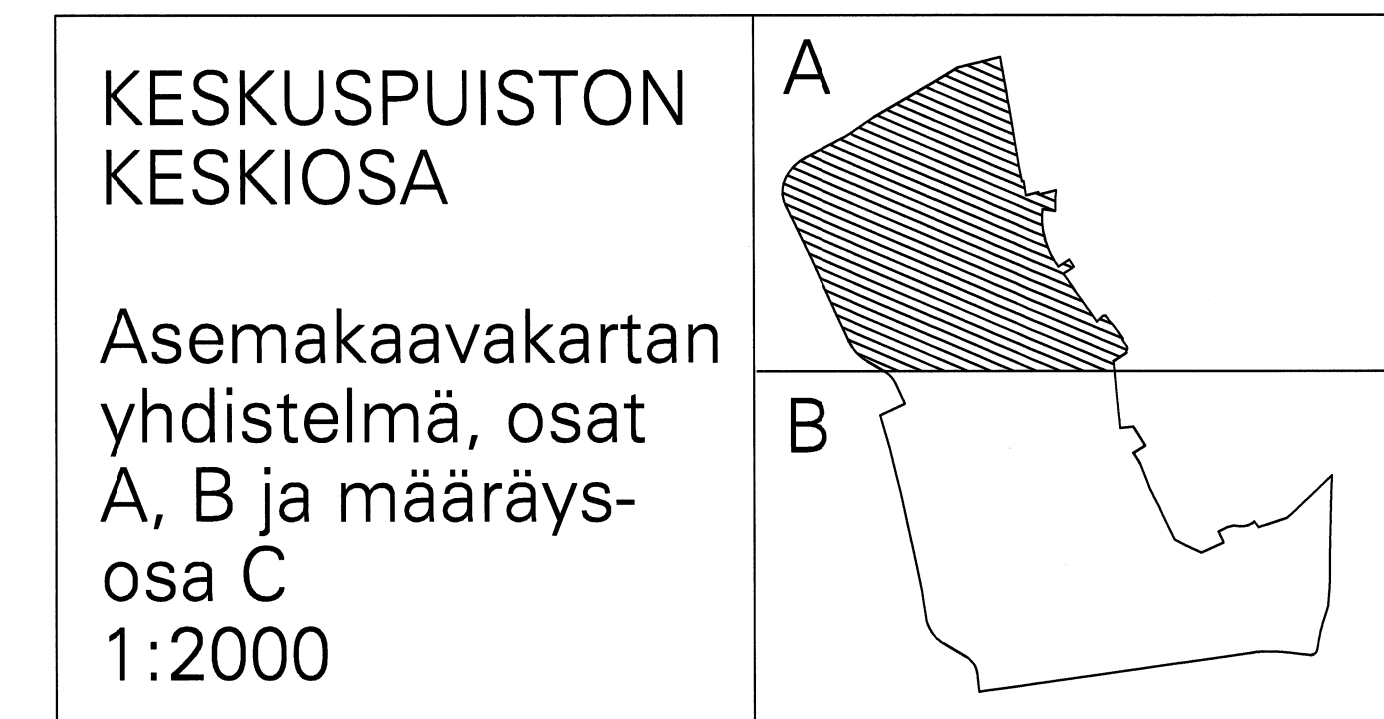 KESKUSPUISTON
KESKIOSA
Asemakaavakartan
yhdistelmä, osat
A, B ja määräys-
osa C
1:2000
A
B